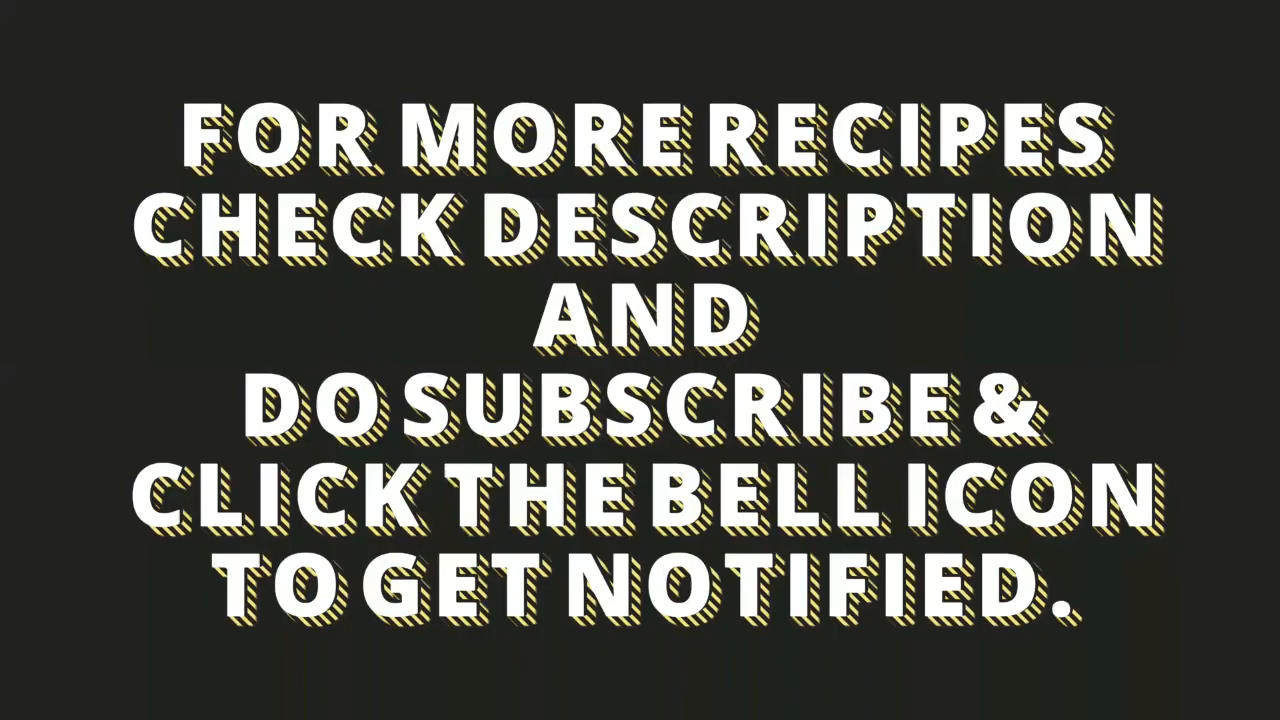 FOR MORE RECIPES
CHECK DESCRIPTION
AND
DO SUBSCRIBE &
CLICK THE BELL ICON
TO GET NOTIFIED.